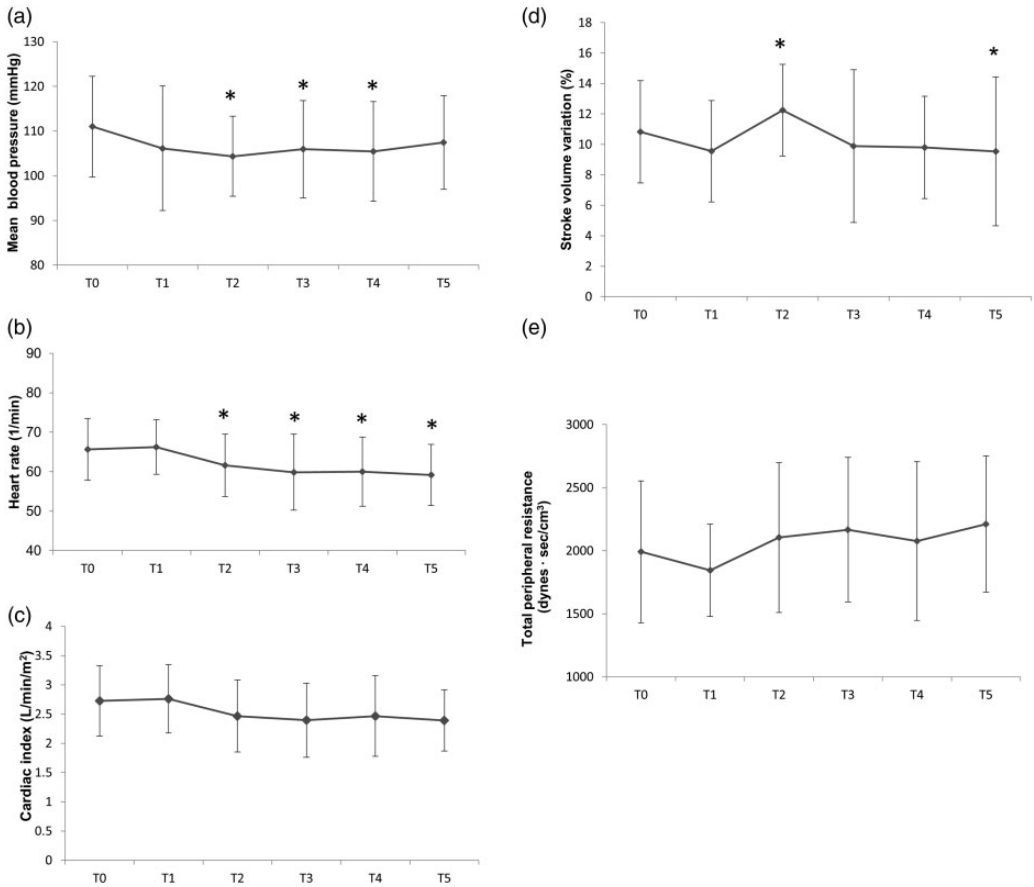 (a)
Mean blood pressure (mmHg)
130
120
110
100
90
80
* * *
T0 T1 T2 T3 T4 T5
(b)
Heart rate (1/min)
90
80
70
60
50
40
* * * *
T0 T1 T2 T3 T4 T5
(c)
Cardiac index (L/min/m²)
4
3.5
3
2.5
2
1.5
1
0.5
0
T0 T1 T2 T3 T4 T5
(d)
Stroke volume variation (%)
18
16
14
12
10
8
6
4
2
0
* *
T0 T1 T2 T3 T4 T5
(e)
Total peripheral resistance
(dynes · sec/cm³)
3000
2500
2000
1500
1000
T0 T1 T2 T3 T4 T5